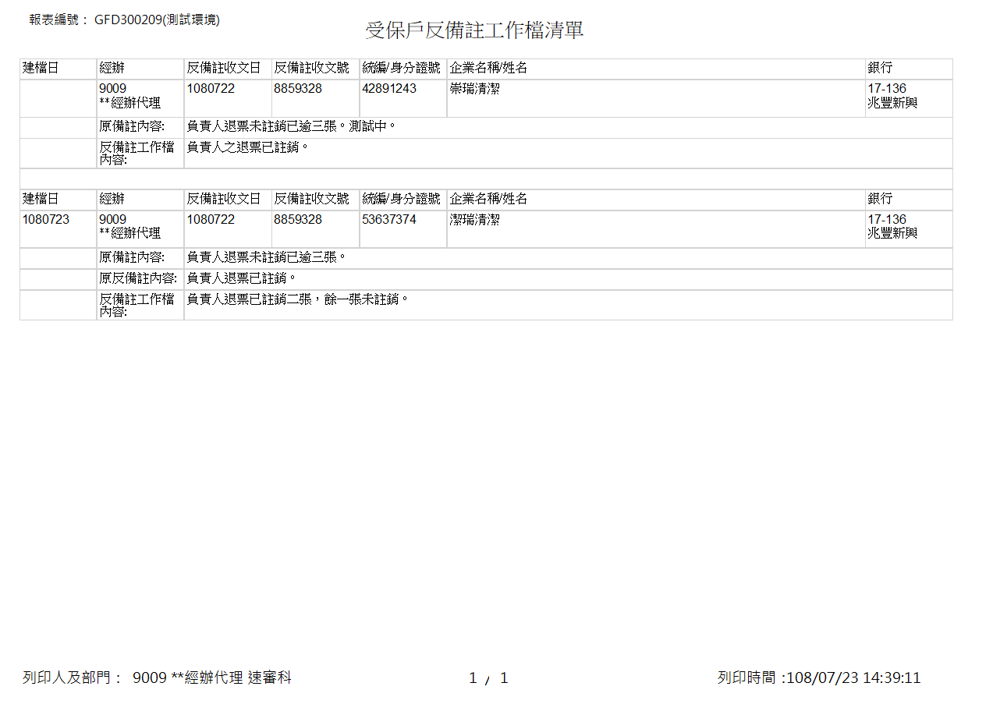 報表編號： GFD300209(測試環境)
受保戶反備註工作檔清單
建檔日 經辦 反備註收文日 反備註收文號 統編/身分證號 企業名稱/姓名 銀行
9009 1080722 8859328 42891243 崇瑞清潔 17-136
**經辦代理 兆豐新興
原備註內容: 負責人退票未註銷已逾三張。測試中。
反備註工作檔 負責人之退票已註銷。
內容:
建檔日 經辦 反備註收文日 反備註收文號 統編/身分證號 企業名稱/姓名 銀行
1080723 9009 1080722 8859328 53637374 潔瑞清潔 17-136
**經辦代理 兆豐新興
原備註內容: 負責人退票未註銷已逾三張。
原反備註內容: 負責人退票已註銷。
反備註工作檔 負責人退票已註銷二張，餘一張未註銷。
內容:
列印人及部門： 9009 **經辦代理 速審科 1 / 1 列印時間 :108/07/23 14:39:11